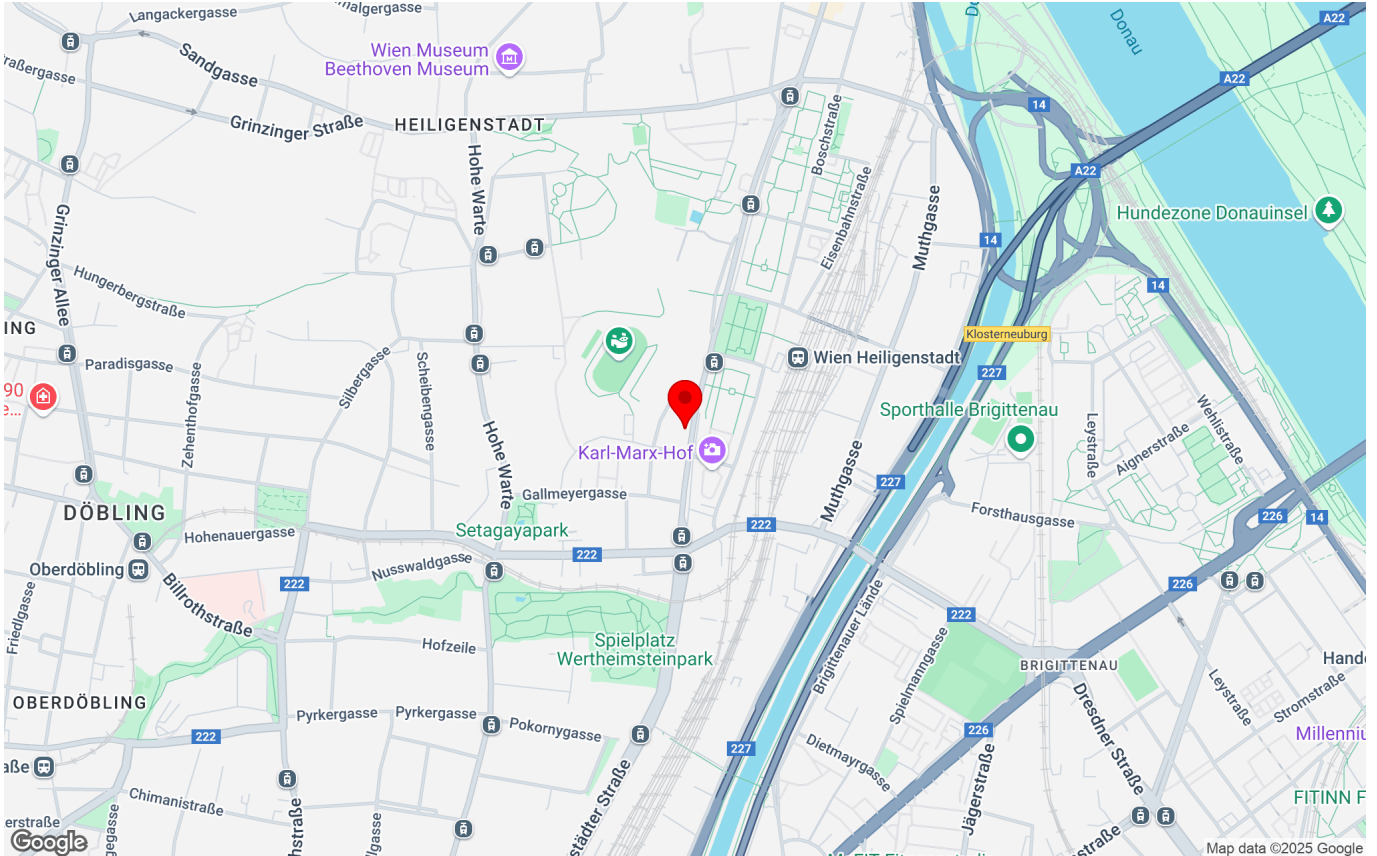 Langackergasse
Sandgasse
Wien Museum
Beethoven Museum
Grinzinger Straße
HEILIGENSTADT
Boschstraße
Donau
A22
A22
14
A22
Hohe Warte
Eisenbahnstraße
Muthgasse
14
Hundezone Donauinsel
14
Grinzinger Allee
Hungerbergstraße
Klosterneuburg
Paradisgasse
Wien Heiligenstadt
227
90
Zehenthofgasse
Silbergasse
Scheibengasse
Sporthalle Brigittenau
Leystraße
Wehlistraße
Aignerstraße
Hohe Warte
Karl-Marx-Hof
Muthgasse
227
Gallmeyergasse
DÖBLING
Setagayapark
Hohenauergasse
222
222
Forsthausgasse
226
14
Oberdöbling
Nusswaldgasse
222
226
Billrothstraße
Friedlgasse
Hofzeile
Spielplatz
Wertheimsteinpark
Brigittenauer Lände
222
Spielmanngasse
BRIGITTENAU
OBERDÖBLING
Pyrkergasse
Pyrkergasse
Pokornygasse
Dresdner Straße
Leystraße
Stromstraße
222
227
226
Dietmayrgasse
Jägerstraße
Chimanistraße
FITINN F
Google
Map data ©2025 Google